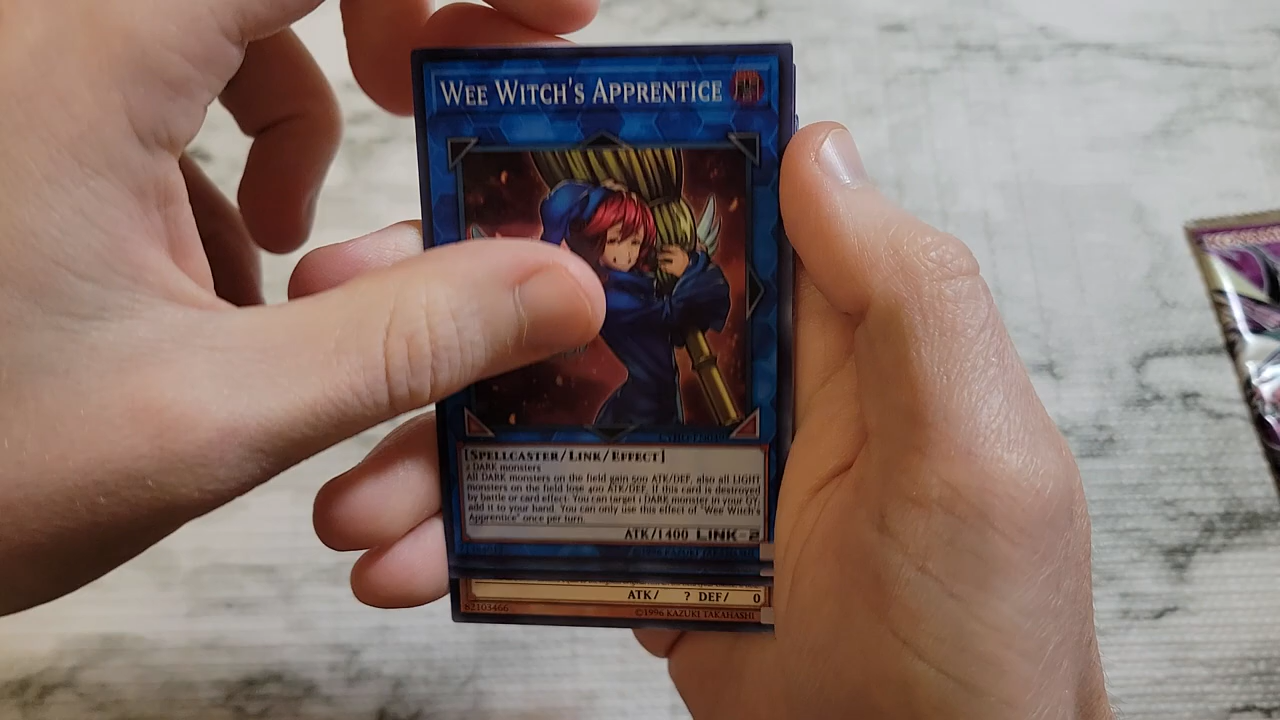 WEE WITCH'S APPRENTICE
[SPELLCASTER/LINK/EFFECT]
2 DARK monsters
All DARK monsters on the field gain 500 ATK/DEF, also all LIGHT
monsters on the field lose 400 ATK/DEF. If this card is destroyed
by battle or card effect: You can target 1 DARK monster in your GY;
add it to your hand. You can only use this effect of "Wee Witch's
Apprentice" once per turn.
ATK/1400 LINK-2
©1996 KAZUKI TAKAHASHI
ATK/ ? DEF/ 0
82103466
©1996 KAZUKI TAKAHASHI